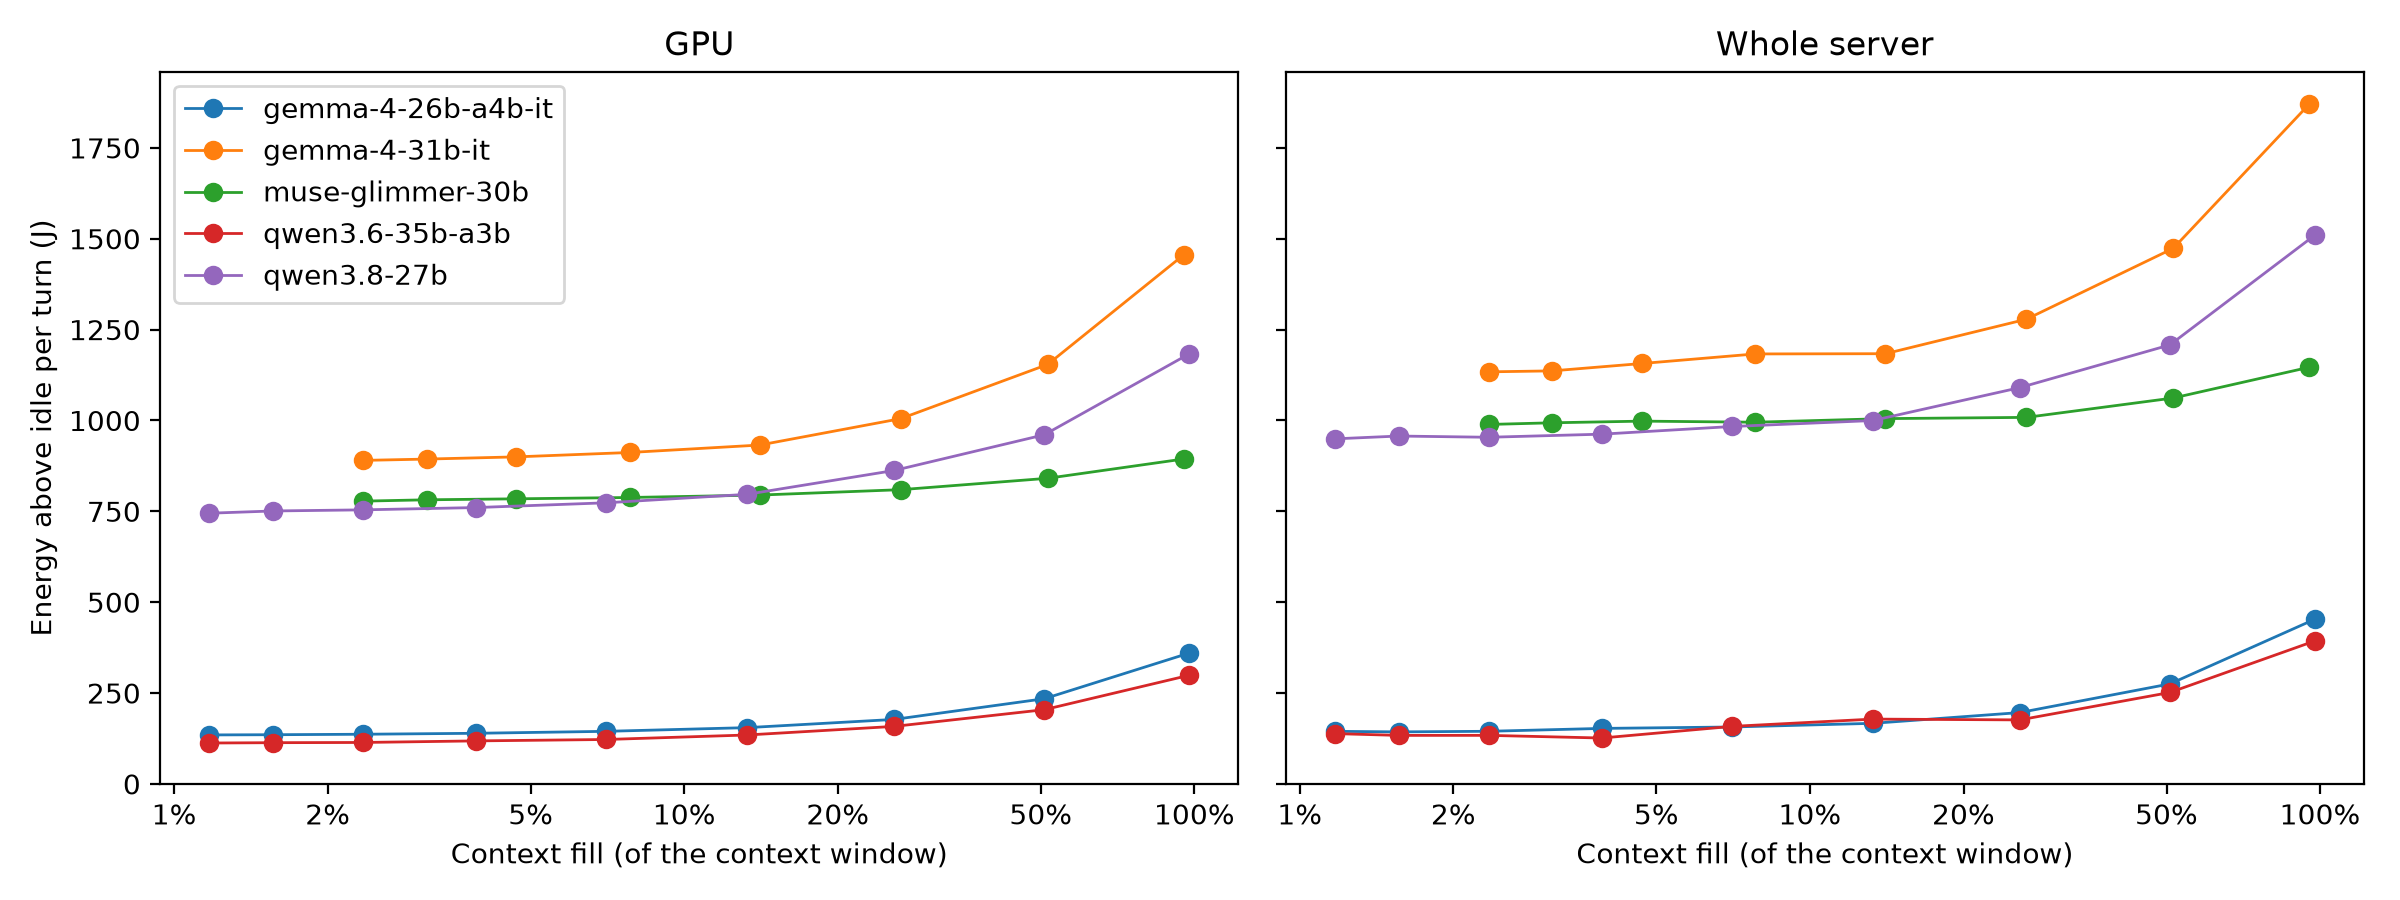 GPU
Whole server
gemma-4-26b-a4b-it
gemma-4-31b-it
muse-glimmer-30b
qwen3.6-35b-a3b
qwen3.8-27b
Energy above idle per turn (J)
1750
1500
1250
1000
750
500
250
0
1% 2% 5% 10% 20% 50% 100%
1% 2% 5% 10% 20% 50% 100%
Context fill (of the context window)
Context fill (of the context window)